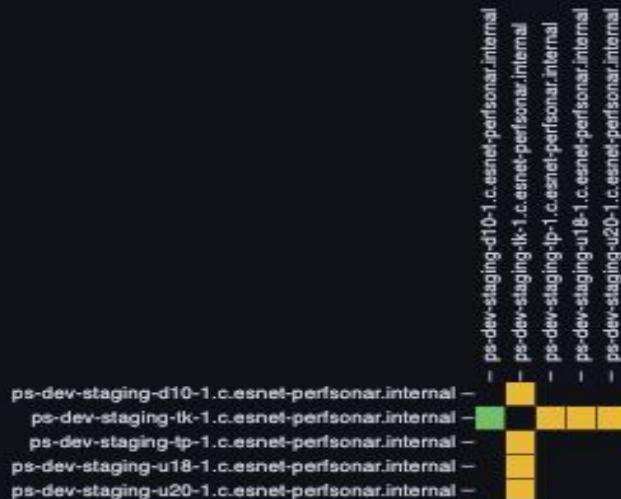 ps-dev-staging-d10-1.c.esnet-perfsonar.internal
ps-dev-staging-tk-1.c.esnet-perfsonar.internal
ps-dev-staging-tp-1.c.esnet-perfsonar.internal
ps-dev-staging-u18-1.c.esnet-perfsonar.internal
ps-dev-staging-u20-1.c.esnet-perfsonar.internal
ps-dev-staging-d10-1.c.esnet-perfsonar.internal
ps-dev-staging-tk-1.c.esnet-perfsonar.internal
ps-dev-staging-tp-1.c.esnet-perfsonar.internal
ps-dev-staging-u18-1.c.esnet-perfsonar.internal
ps-dev-staging-u20-1.c.esnet-perfsonar.internal